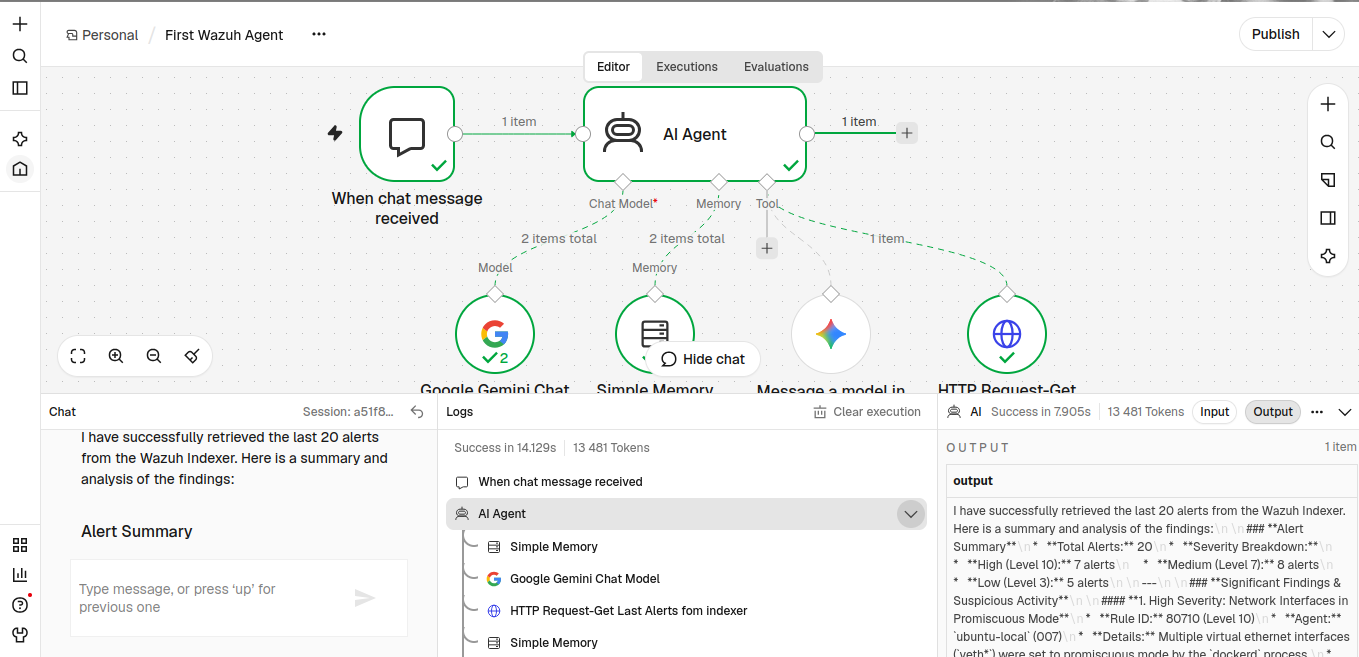 Personal / First Wazuh Agent ...
Publish
Editor Executions Evaluations
1 item
AI Agent
1 item
When chat message
received
Chat Model* Memory Tool
2 items total 2 items total 1 item
Model Memory
2
Hide chat
Google Gemini Chat Simple Memory Message a model in HTTP Request-Get
Chat Session: a51f8...
I have successfully retrieved the last 20 alerts
from the Wazuh Indexer. Here is a summary and
analysis of the findings:
Alert Summary
Type message, or press ‘up’ for
previous one
Logs Clear execution
Success in 14.129s 13 481 Tokens
When chat message received
AI Agent
Simple Memory
Google Gemini Chat Model
HTTP Request-Get Last Alerts fom indexer
Simple Memory
AI Success in 7.905s 13 481 Tokens Input Output ...
OUTPUT 1 item
output
I have successfully retrieved the last 20 alerts from the Wazuh Indexer.
Here is a summary and analysis of the findings:\n \n### **Alert
Summary**\n* **Total Alerts:** 20\n* **Severity Breakdown:**\n
* **High (Level 10):** 7 alerts\n * **Medium (Level 7):** 8 alerts\n
* **Low (Level 3):** 5 alerts\n \n---\n \n### **Significant Findings &
Suspicious Activity**\n \n#### **1. High Severity: Network Interfaces in
Promiscuous Mode**\n* **Rule ID:** 80710 (Level 10)\n* **Agent:**
`ubuntu-local` (007)\n* **Details:** Multiple virtual ethernet interfaces
(`veth*`) were set to promiscuous mode by the `dockerd` process.\n*